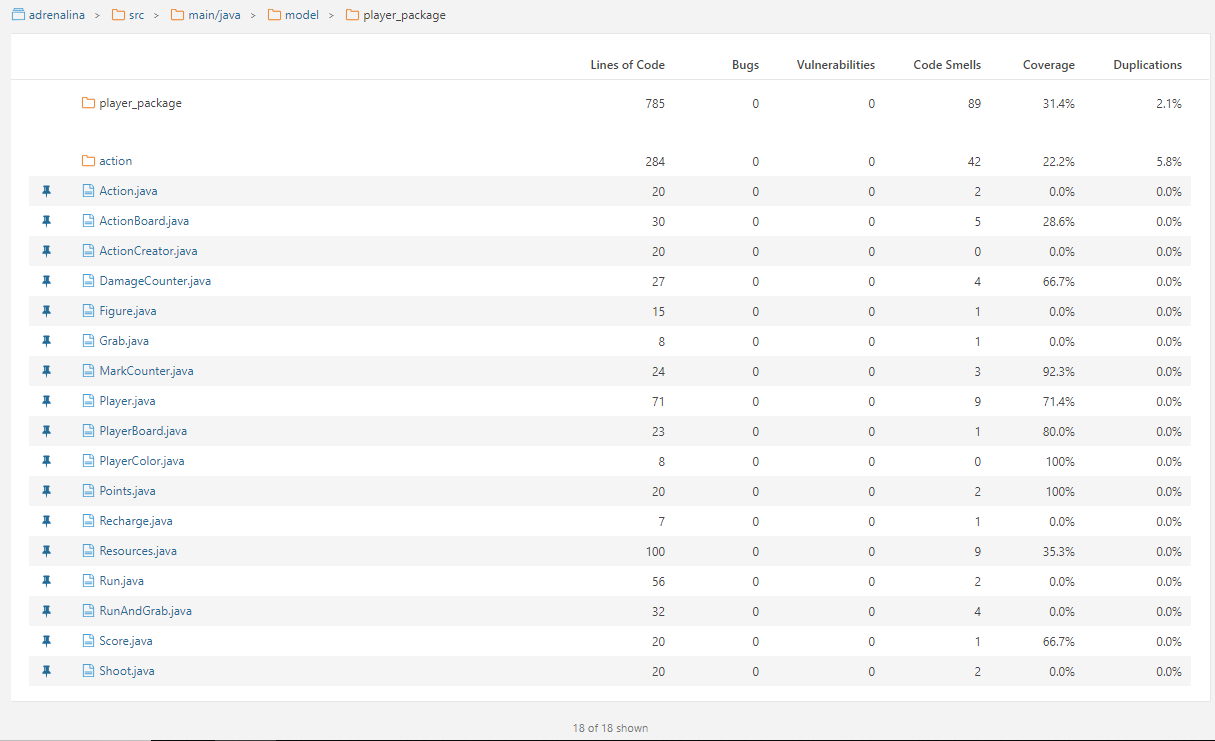 adrenalina > src > main/java > model > player_package
Lines of Code Bugs Vulnerabilities Code Smells Coverage Duplications
player_package 785 0 0 89 31.4% 2.1%
action 284 0 0 42 22.2% 5.8%
Action.java 20 0 0 2 0.0% 0.0%
ActionBoard.java 30 0 0 5 28.6% 0.0%
ActionCreator.java 20 0 0 0 0.0% 0.0%
DamageCounter.java 27 0 0 4 66.7% 0.0%
Figure.java 15 0 0 1 0.0% 0.0%
Grab.java 8 0 0 1 0.0% 0.0%
MarkCounter.java 24 0 0 3 92.3% 0.0%
Player.java 71 0 0 9 71.4% 0.0%
PlayerBoard.java 23 0 0 1 80.0% 0.0%
PlayerColor.java 8 0 0 0 100% 0.0%
Points.java 20 0 0 2 100% 0.0%
Recharge.java 7 0 0 1 0.0% 0.0%
Resources.java 100 0 0 9 35.3% 0.0%
Run.java 56 0 0 2 0.0% 0.0%
RunAndGrab.java 32 0 0 4 0.0% 0.0%
Score.java 20 0 0 1 66.7% 0.0%
Shoot.java 20 0 0 2 0.0% 0.0%
18 of 18 shown